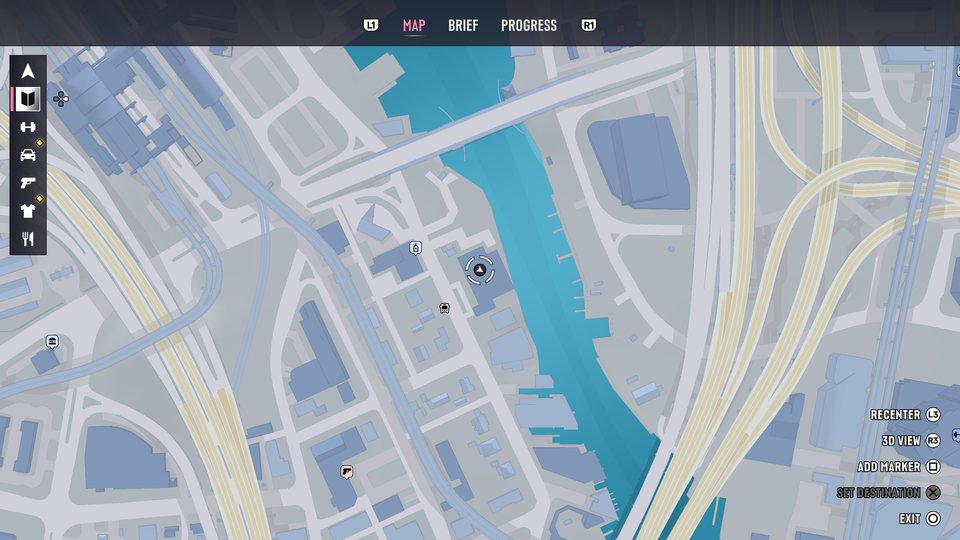 L1 MAP BRIEF PROGRESS R1
RECENTER L3
3D VIEW R3
ADD MARKER
SET DESTINATION
EXIT